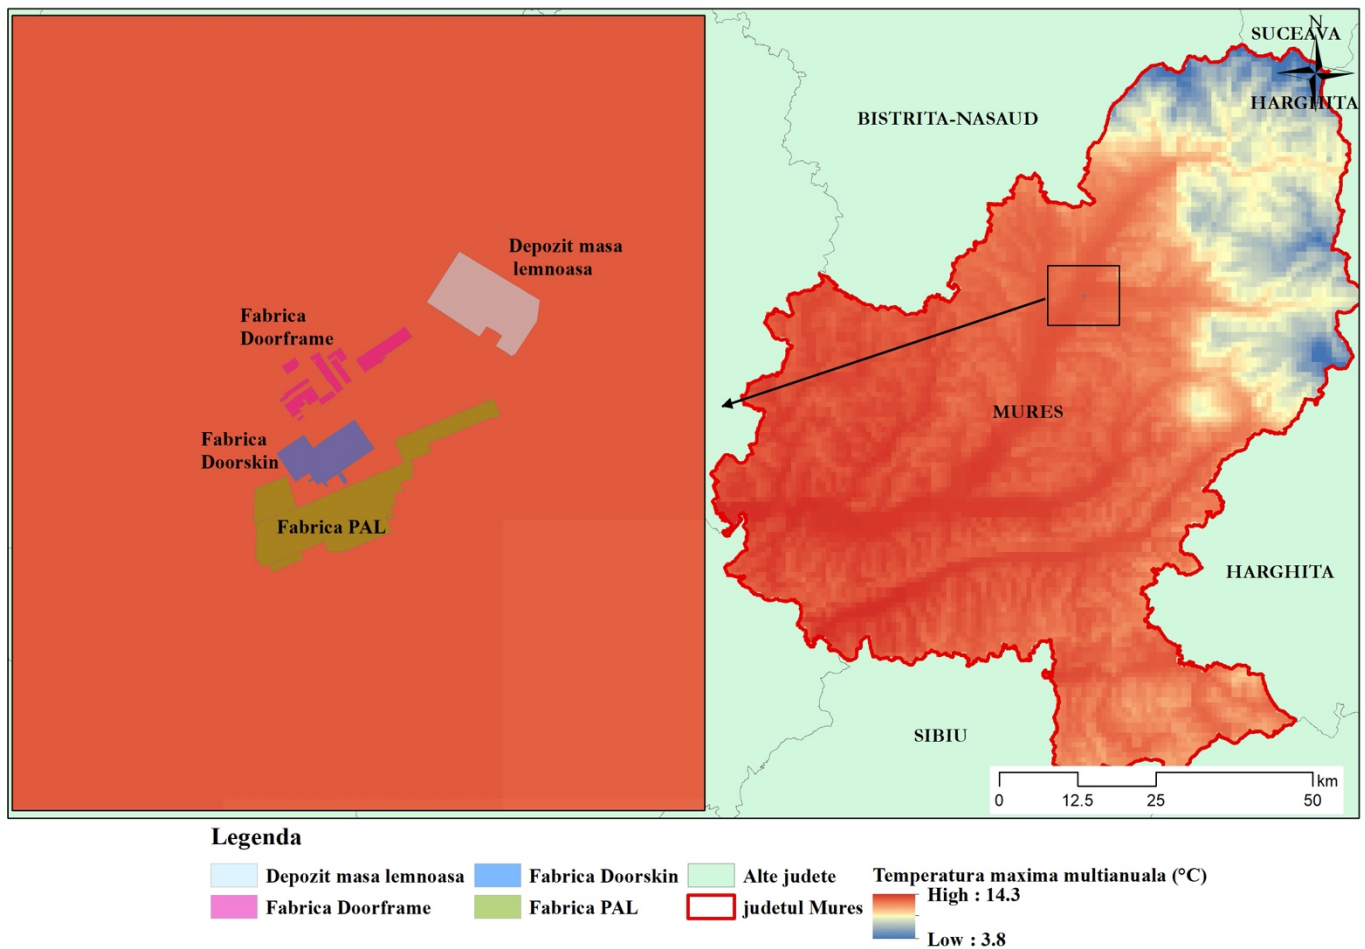 SUCEAVA
N
HARGHITA
BISTRITA-NASAUD
Depozit masa
lemnoasa
Fabrica
Doorframe
MURES
Fabrica
Doorskin
Fabrica PAL
HARGHITA
SIBIU
km
0 12.5 25 50
Legenda
Depozit masa lemnoasa
Fabrica Doorskin
Alte judete
Temperatura maxima multianuala (°C)
High : 14.3
Fabrica Doorframe
Fabrica PAL
judetul Mures
Low : 3.8